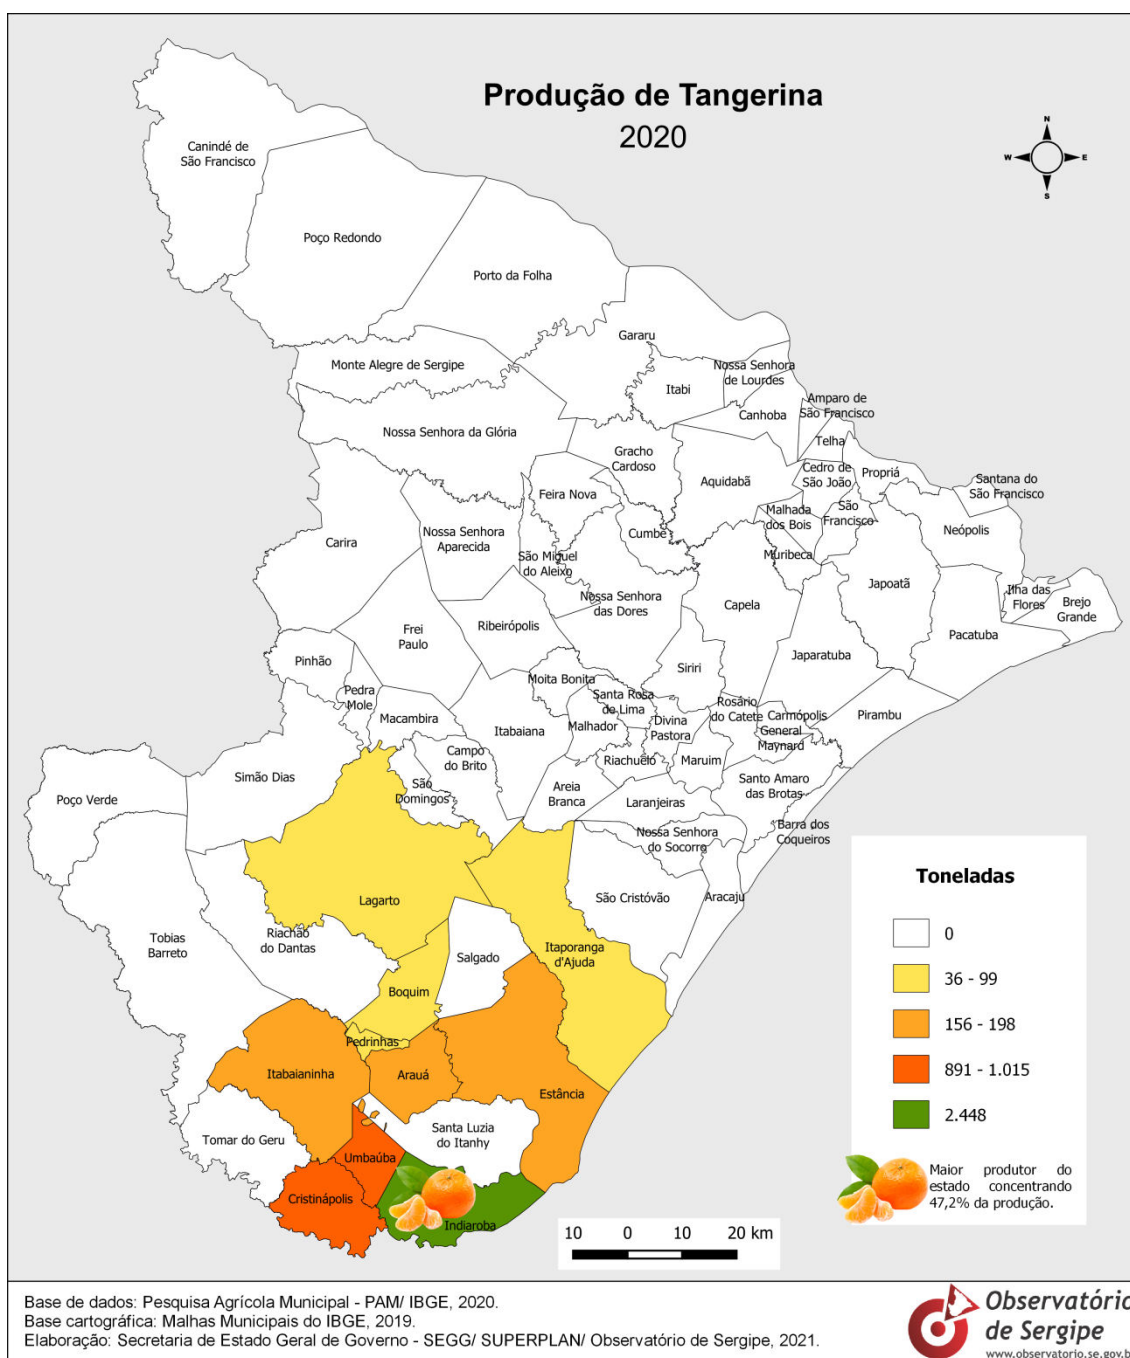 Produção de Tangerina
2020
N
W
E
S
Canindé de
São Francisco
Poço Redondo
Porto da Folha
Gararu
Monte Alegre de Sergipe
Itabi
Nossa Senhora
de Lourdes
Nossa Senhora da Glória
Canhoba
Amparo de
São Francisco
Telha
Gracho
Cardoso
Aquidabã
Cedro de
São João
Propriá
Santana do
São Francisco
Feira Nova
Nossa Senhora
Aparecida
Carira
São Miguel
do Aleixo
Cumbe
Malhada
dos Bois
São
Francisco
Neópolis
Muribeca
Japoatã
Nossa Senhora
das Dores
Capela
Ilha das
Flores
Brejo
Grande
Pacatuba
Frei
Paulo
Ribeirópolis
Japaratuba
Pinhão
Siriri
Pedra
Mole
Moita Bonita
Santa Rosa
de Lima
Macambira
Itabaiana
Malhador
Divina
Pastora
Rosário
do Catete
Carmópolis
Pirambu
General
Maynard
Campo
do Brito
Riachuelo
Maruim
Simão Dias
São
Domingos
Areia
Branca
Laranjeiras
Santo Amaro
das Brotas
Poço Verde
Nossa Senhora
do Socorro
Barra dos
Coqueiros
Lagarto
São Cristóvão
Aracaju
Tobias
Barreto
Riachão
do Dantas
Salgado
Itaporanga
d'Ajuda
Boquim
Pedrinhas
Itabaianinha
Arauá
Estância
Tomar do Geru
Santa Luzia
do Itanhy
Umbaúba
Cristinápolis
Indiaroba
Toneladas
0
36 - 99
156 - 198
891 - 1.015
2.448
Maior produtor do
estado concentrando
47,2% da produção.
10 0 10 20 km
Base de dados: Pesquisa Agrícola Municipal - PAM/ IBGE, 2020.
Base cartográfica: Malhas Municipais do IBGE, 2019.
Elaboração: Secretaria de Estado Geral de Governo - SEGG/ SUPERPLAN/ Observatório de Sergipe, 2021.
Observatório
de Sergipe
www.observatorio.se.gov.b